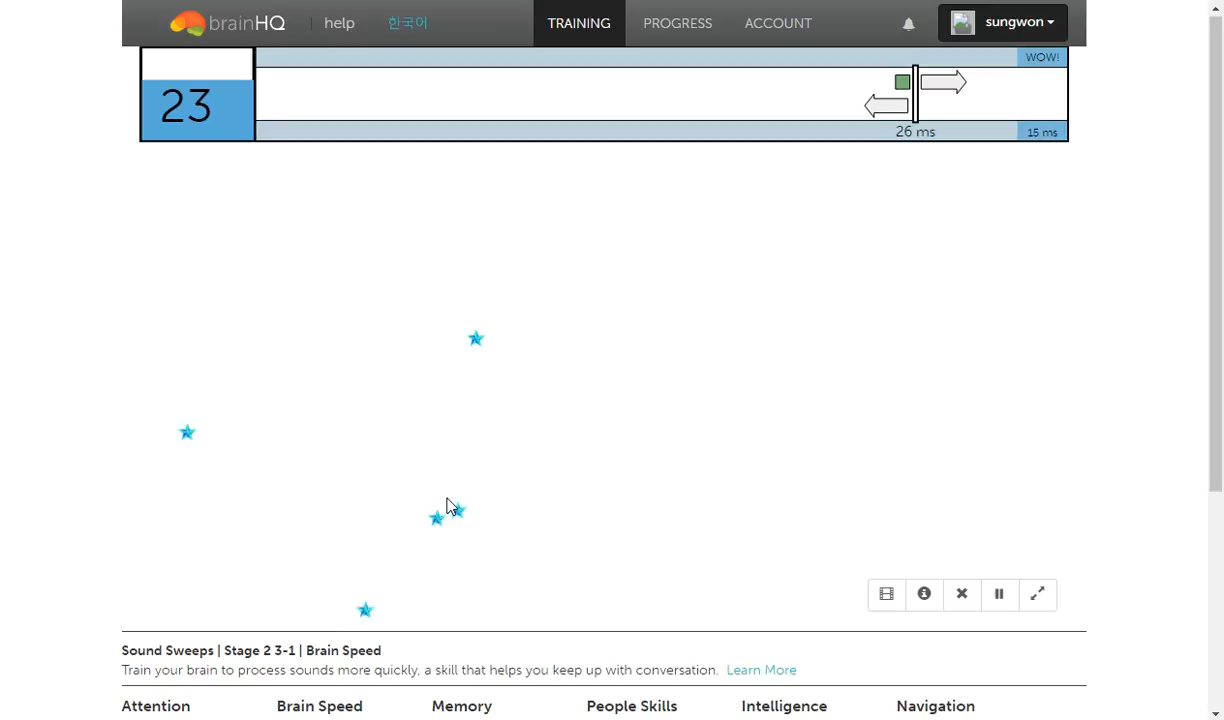 brainHQ | help 한국어 TRAINING PROGRESS ACCOUNT sungwon
WOW!
23
26 ms 15 ms
Sound Sweeps | Stage 2 3-1 | Brain Speed
Train your brain to process sounds more quickly, a skill that helps you keep up with conversation. Learn More
Attention Brain Speed Memory People Skills Intelligence Navigation